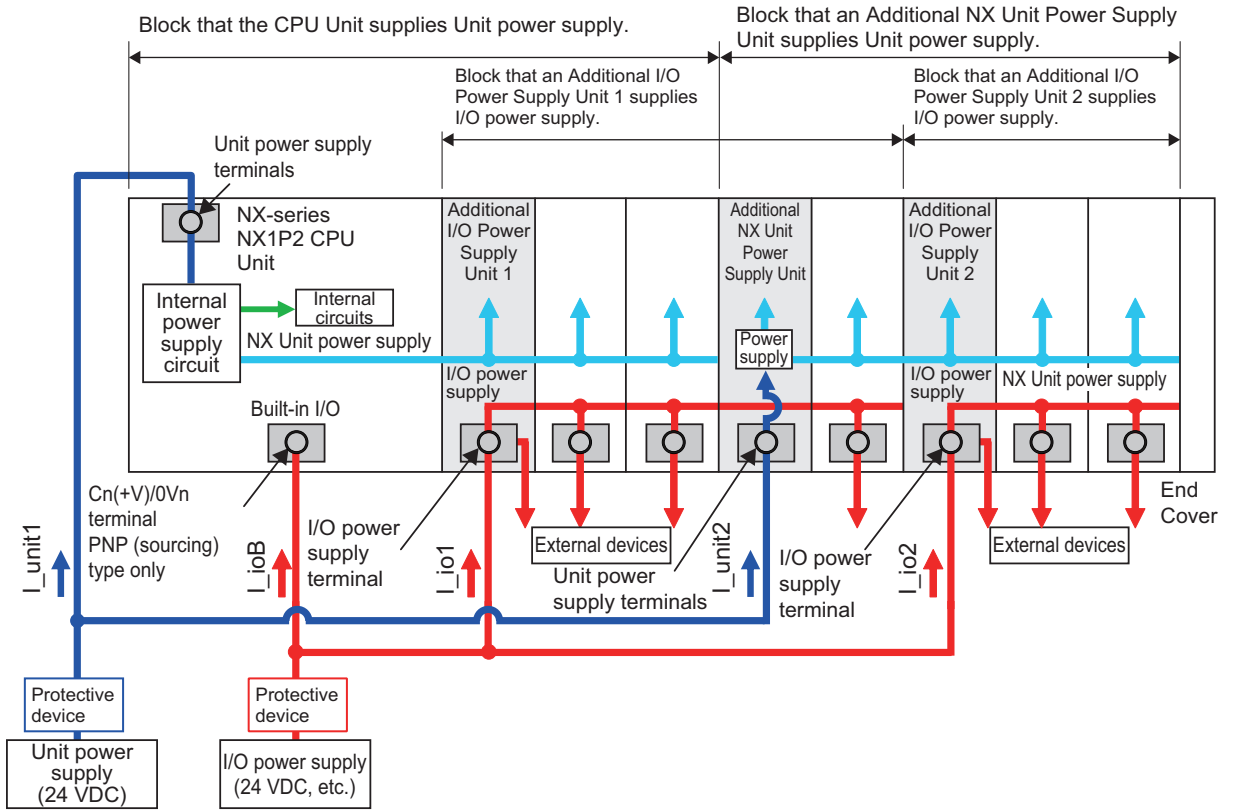 Block that the CPU Unit supplies Unit power supply.
Block that an Additional NX Unit Power Supply
Unit supplies Unit power supply.
Block that an Additional I/O
Power Supply Unit 1 supplies
I/O power supply.
Block that an Additional I/O
Power Supply Unit 2 supplies
I/O power supply.
Unit power supply
terminals
NX-series
NX1P2 CPU
Unit
Additional
I/O Power
Supply
Unit 1
Additional
NX Unit
Power
Supply Unit
Additional
I/O Power
Supply
Unit 2
Internal
power
supply
circuit
Internal
circuits
NX Unit power supply
Power
supply
I/O power
supply
I/O power
supply
NX Unit power supply
Built-in I/O
Cn(+V)/0Vn
terminal
PNP (sourcing)
type only
I/O power
supply
terminal
External devices
Unit power
supply terminals
I/O power
supply
terminal
External devices
End
Cover
I_unit1
I_ioB
I_io1
I_unit2
I_io2
Protective
device
Protective
device
Unit power
supply
(24 VDC)
I/O power supply
(24 VDC, etc.)